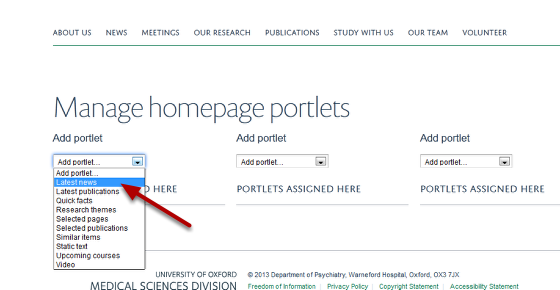 ABOUT US NEWS MEETINGS OUR RESEARCH PUBLICATIONS STUDY WITH US OUR TEAM VOLUNTEER
Manage homepage portlets
Add portlet Add portlet Add portlet
Add portlet... Add portlet... Add portlet...
Add portlet...
Latest news
Latest publications
Quick facts
Research themes
Selected pages
Selected publications
Similar items
Static text
Upcoming courses
Video
D HERE PORTLETS ASSIGNED HERE PORTLETS ASSIGNED HERE
UNIVERSITY OF OXFORD
MEDICAL SCIENCES DIVISION
© 2013 Department of Psychiatry, Warneford Hospital, Oxford, OX3 7JX
Freedom of Information | Privacy Policy | Copyright Statement | Accessibility Statement